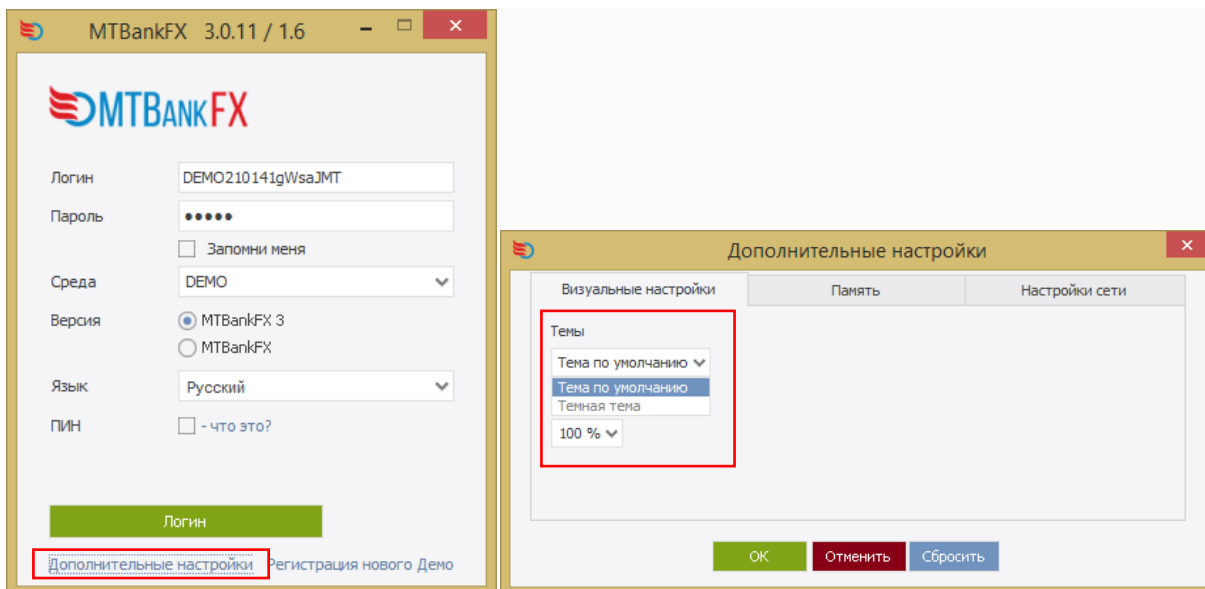 MTBankFX 3.0.11 / 1.6
MTBANKFX
Логин DEMO210141gWsaJMT
Пароль •••••
Запомни меня
Среда DEMO
Версия MTBankFX 3
MTBankFX
Язык Русский
ПИН - что это?
Логин
Дополнительные настройки Регистрация нового Демо
Дополнительные настройки
Визуальные настройки Память Настройки сети
Темы
Тема по умолчанию
Тема по умолчанию
Темная тема
100 %
OK Отменить Сбросить